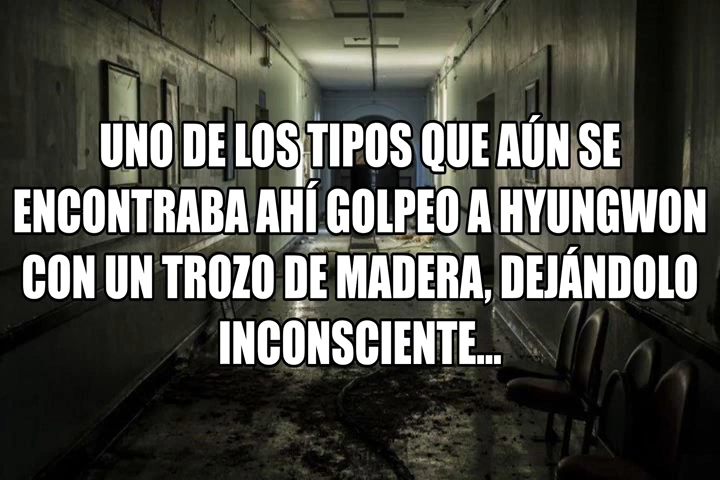 UNO DE LOS TIPOS QUE AÚN SE
ENCONTRABA AHÍ GOLPEO A HYUNGWON
CON UN TROZO DE MADERA, DEJÁNDOLO
INCONSCIENTE...